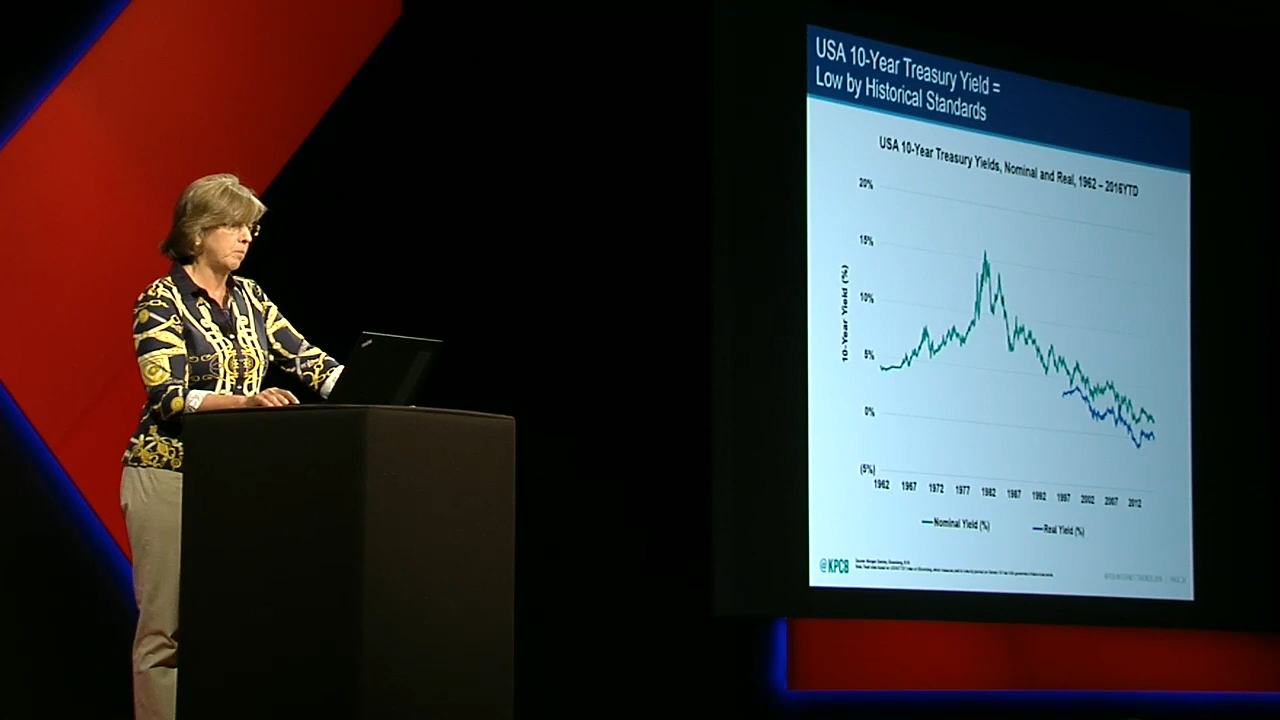 USA 10-Year Treasury Yield =
Low by Historical Standards
USA 10-Year Treasury Yields, Nominal and Real, 1962 – 2016YTD
20%
15%
10%
5%
0%
(5%)
10-Year Yield (%)
1962 1967 1972 1977 1982 1987 1992 1997 2002 2007 2012
Nominal Yield (%) Real Yield (%)
@KPCB